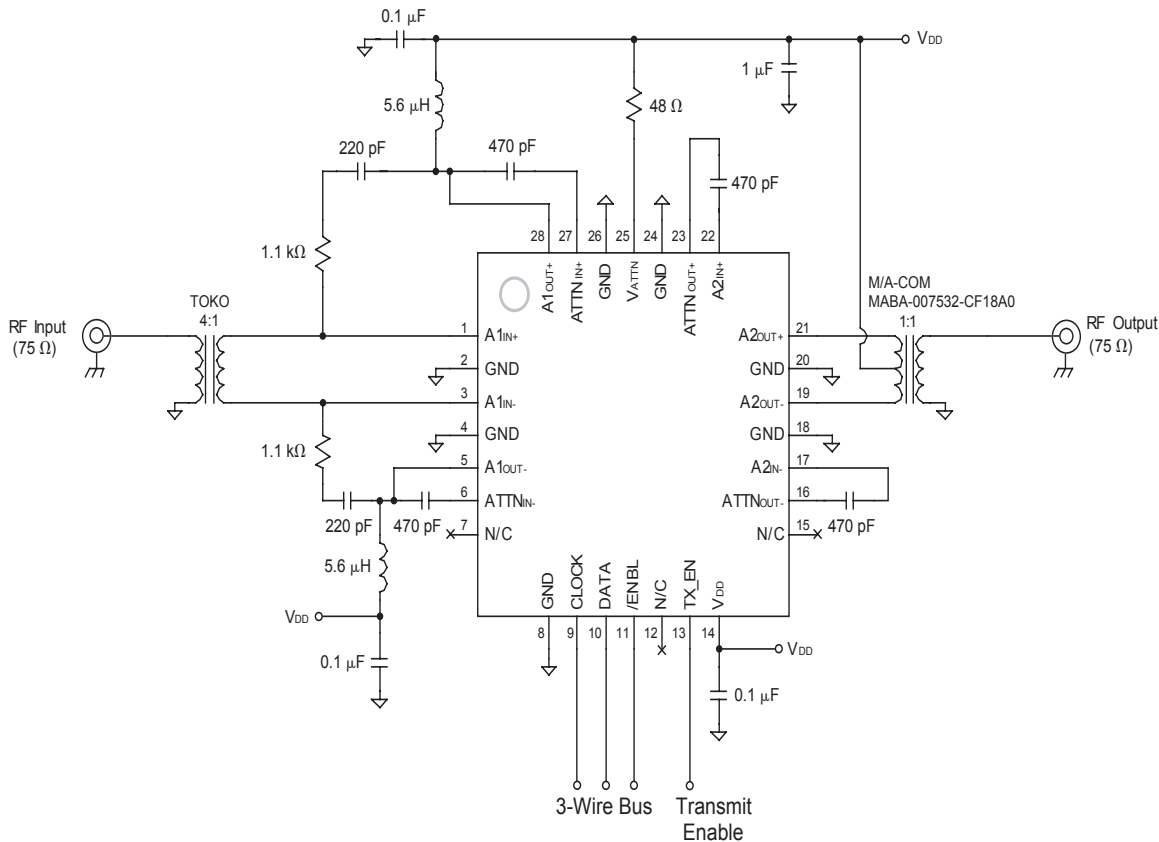 0.1 μF
VDD
1 μF
5.6 μH
48 Ω
220 pF
470 pF
470 pF
28
27
26
25
24
23
22
1.1 kΩ
A1OUT+
ATTNIN+
GND
VATTN
GND
ATTNOUT+
A2IN+
M/A-COM
MABA-007532-CF18A0
1:1
TOKO
4:1
RF Input
(75 Ω)
RF Output
(75 Ω)
1
A1IN+
A2OUT+
21
2
GND
GND
20
3
A1IN-
A2OUT-
19
4
GND
GND
18
1.1 kΩ
5
A1OUT-
A2IN-
17
6
ATTNIN-
ATTNOUT-
16
220 pF
470 pF
7
N/C
N/C
15
470 pF
5.6 μH
GND
CLOCK
DATA
/ENBL
N/C
TX_EN
VDD
VDD
8
9
10
11
12
13
14
VDD
0.1 μF
0.1 μF
3-Wire Bus
Transmit
Enable